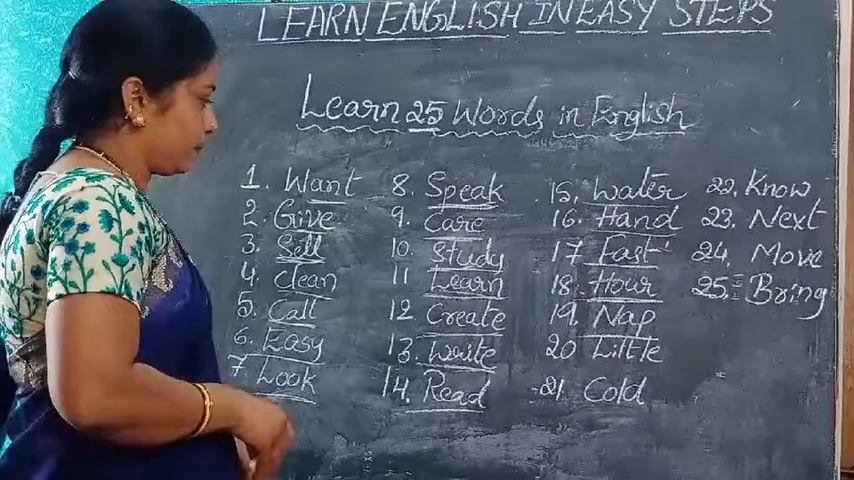 LEARN ENGLISH IN EASY STEPS
Learn 25 Words in English
1. Want
2. Give
3. Sell
4. Clean
5. Call
6. Easy
7. Look
8. Speak
9. Care
10. Study
11. Learn
12. Create
13. Write
14. Read
15. Water
16. Hand
17. Fast
18. Hour
19. Nap
20. Little
21. Cold
22. Know
23. Next
24. Move
25. Bring